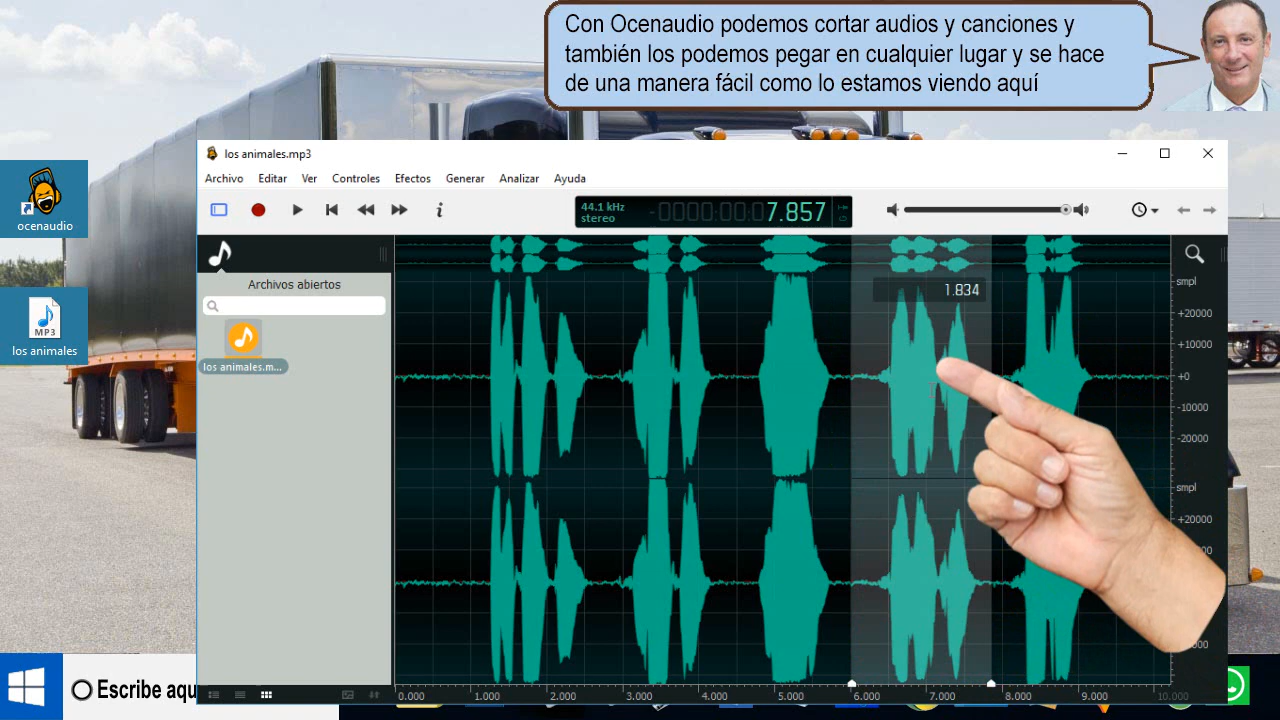 Con Ocenaudio podemos cortar audios y canciones y
también los podemos pegar en cualquier lugar y se hace
de una manera fácil como lo estamos viendo aquí
los animales.mp3
Archivo Editar Ver Controles Efectos Generar Analizar Ayuda
44.1 kHz
stereo
-0000:00:07.857
ocenaudio
Archivos abiertos
MP3
los animales
los animales.m...
1.834
smpl
+20000
+10000
+0
-10000
-20000
smpl
+20000
0.000 1.000 2.000 3.000 4.000 5.000 6.000 7.000 8.000 9.000 10.000
Escribe aqu